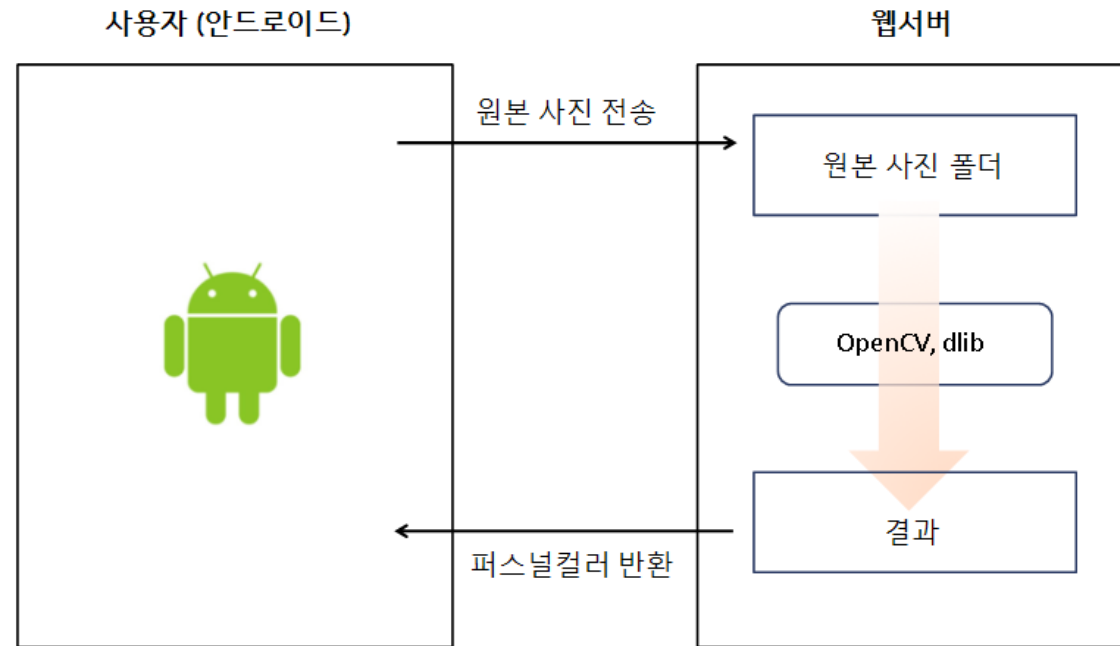 사용자 (안드로이드)
웹서버
원본 사진 전송
원본 사진 폴더
OpenCV, dlib
결과
퍼스널컬러 반환